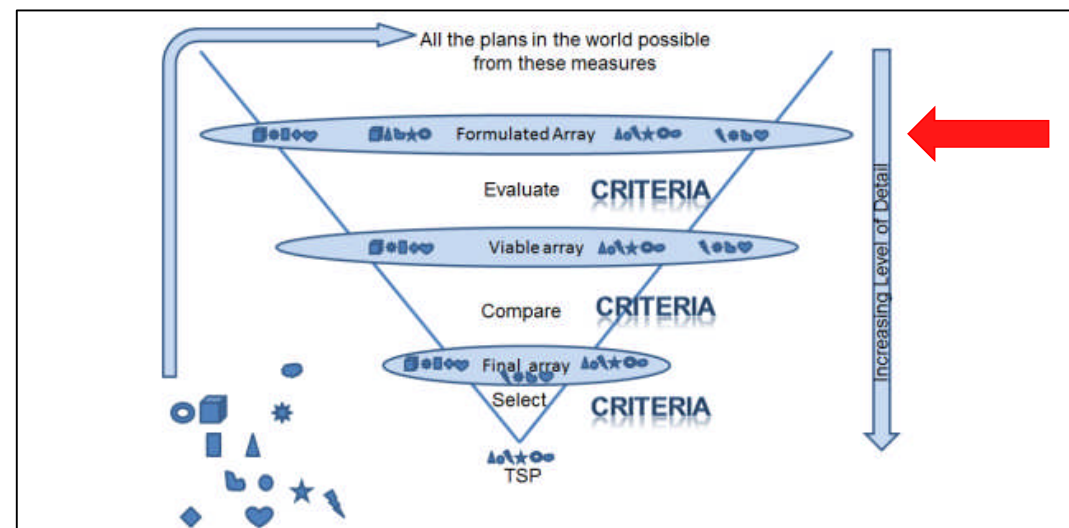 All the plans in the world possible
from these measures
Formulated Array
Evaluate CRITERIA
Viable array
Compare CRITERIA
Final array
Select CRITERIA
TSP
Increasing Level of Detail